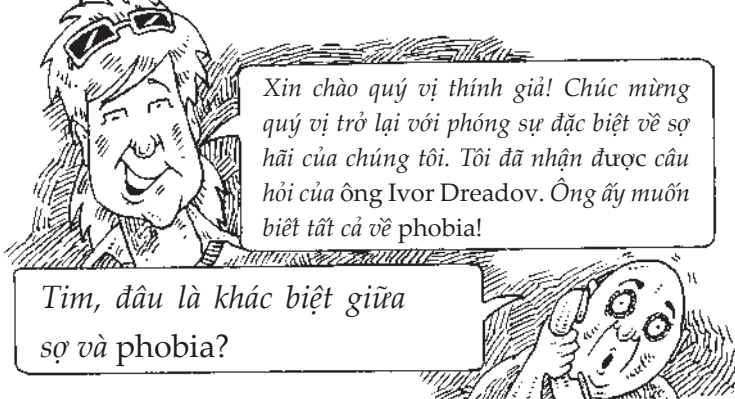 Xin chào quý vị thính giả! Chúc mừng
quý vị trở lại với phóng sự đặc biệt về sợ
hãi của chúng tôi. Tôi đã nhận được câu
hỏi của ông Ivor Dreadov. Ông ấy muốn
biết tất cả về phobia!
Tim, đâu là khác biệt giữa
sợ và phobia?